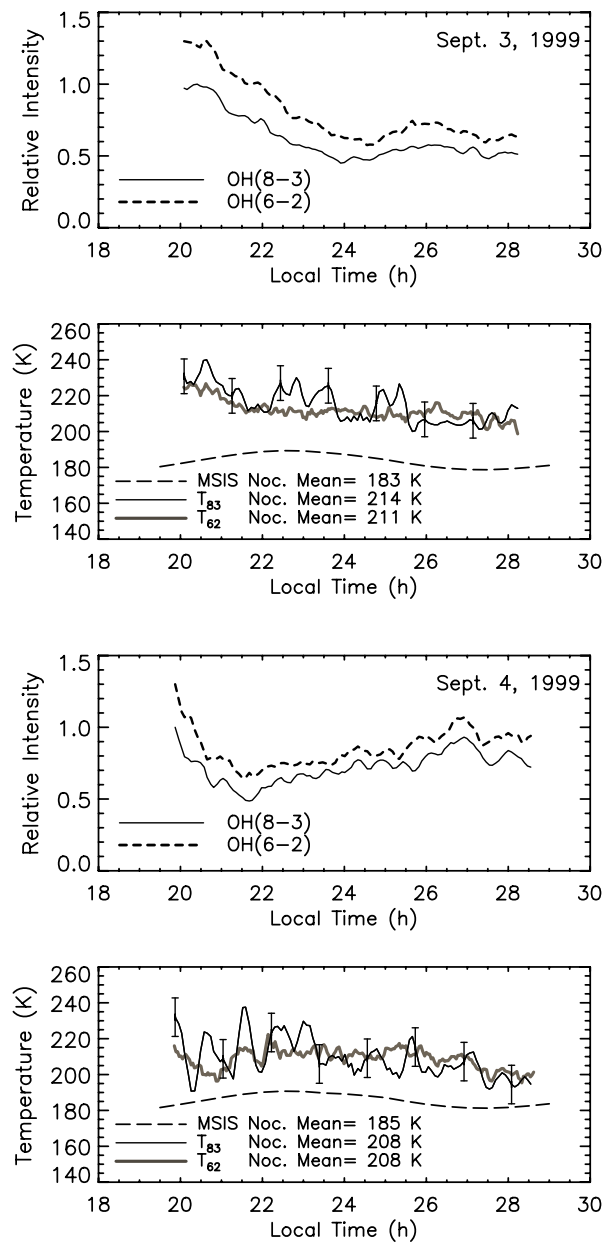 Sept. 3, 1999
1.5
1.0
0.5
0.0
Relative Intensity
OH(8−3)
OH(6−2)
18 20 22 24 26 28 30
Local Time (h)
260
240
220
200
180
160
140
Temperature (K)
MSIS Noc. Mean= 183 K
T83 Noc. Mean= 214 K
T62 Noc. Mean= 211 K
18 20 22 24 26 28 30
Local Time (h)
Sept. 4, 1999
1.5
1.0
0.5
0.0
Relative Intensity
OH(8−3)
OH(6−2)
18 20 22 24 26 28 30
Local Time (h)
260
240
220
200
180
160
140
Temperature (K)
MSIS Noc. Mean= 185 K
T83 Noc. Mean= 208 K
T62 Noc. Mean= 208 K
18 20 22 24 26 28 30
Local Time (h)